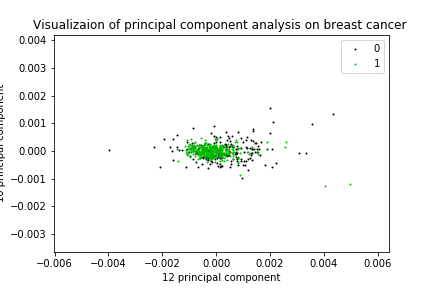 Visualizaion of principal component analysis on breast cancer
0
1
0.004
0.003
0.002
0.001
0.000
−0.001
−0.002
−0.003
principal component
−0.006 −0.004 −0.002 0.000 0.002 0.004 0.006
12 principal component